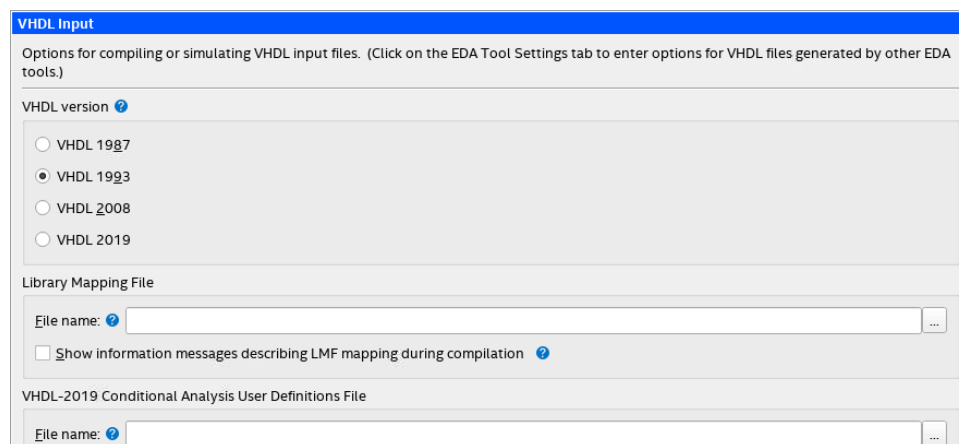 VHDL Input
Options for compiling or simulating VHDL input files. (Click on the EDA Tool Settings tab to enter options for VHDL files generated by other EDA
tools.)
VHDL version ?
VHDL 1987
VHDL 1993
VHDL 2008
VHDL 2019
Library Mapping File
File name: ? ...
Show information messages describing LMF mapping during compilation ?
VHDL-2019 Conditional Analysis User Definitions File
File name: ? ...